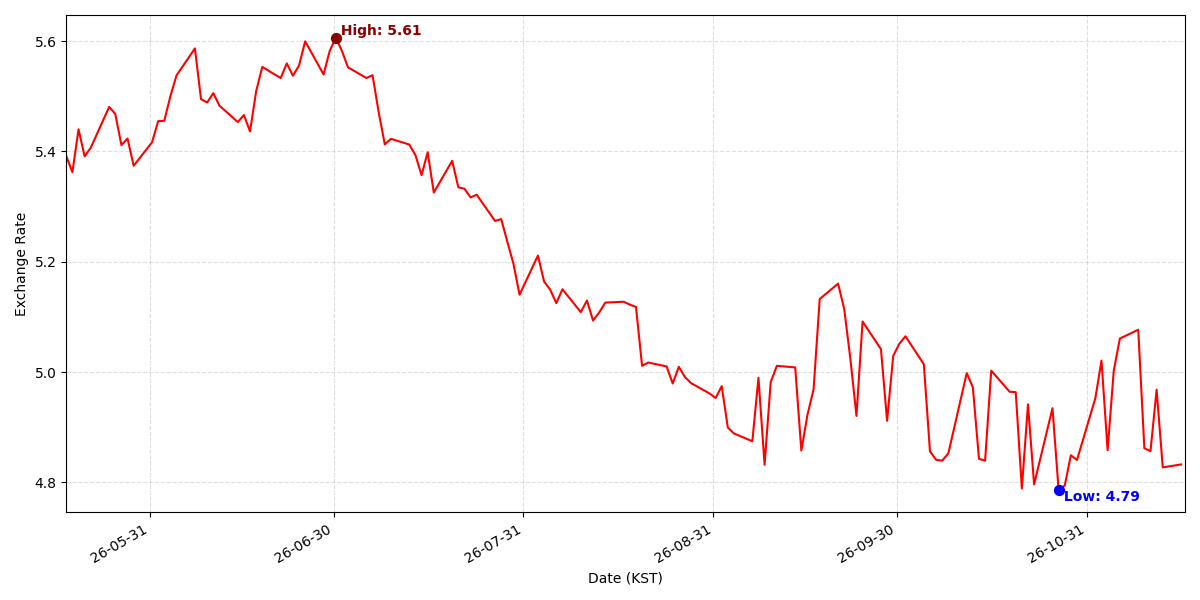 High: 5.61
5.6
5.4
5.2
5.0
4.8
Exchange Rate
Low: 4.79
26-05-31
26-06-30
26-07-31
26-08-31
26-09-30
26-10-31
Date (KST)